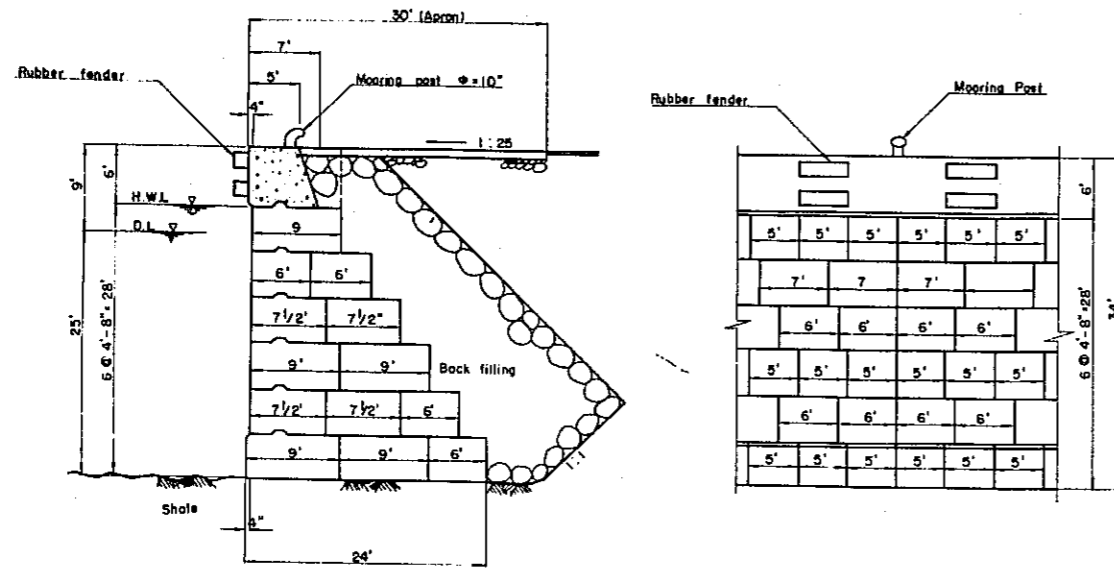 30' (Apron)
7'
5'
4"
Rubber fender
Mooring post Φ=10"
1:25
9'
6'
H.W.L
D.L
25'
6 @ 4'-8"=28'
9
6' 6'
7 1/2' 7 1/2"
9' 9'
Back filling
7 1/2' 7 1/2' 6'
9' 9' 6'
1:1
Shale
4"
24'
Mooring Post
Rubber fender
6'
5' 5' 5' 5' 5' 5'
7' 7 7'
6' 6' 6' 6'
5' 5' 5' 5' 5' 5'
6' 6' 6' 6'
5' 5' 5' 5' 5' 5'
6 @ 4'-8"=28'
34'